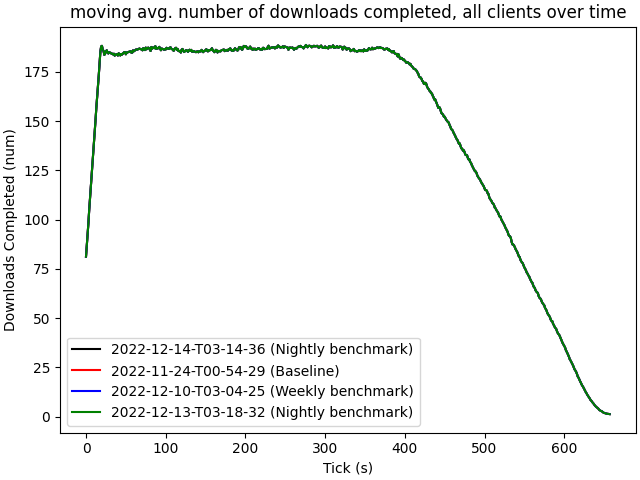 moving avg. number of downloads completed, all clients over time
Downloads Completed (num)
175
150
125
100
75
50
25
0
2022-12-14-T03-14-36 (Nightly benchmark)
2022-11-24-T00-54-29 (Baseline)
2022-12-10-T03-04-25 (Weekly benchmark)
2022-12-13-T03-18-32 (Nightly benchmark)
0 100 200 300 400 500 600
Tick (s)